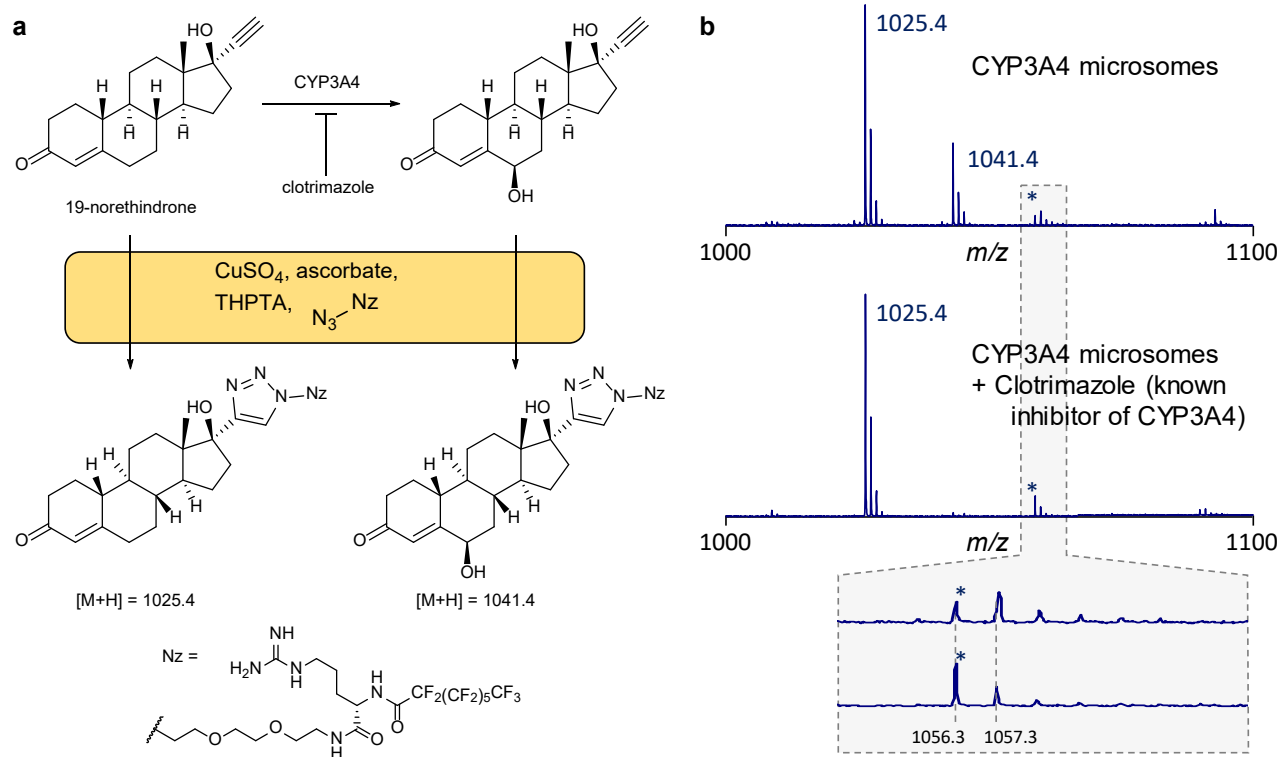 a
HO
H
H
H
H
O
19-norethindrone
CYP3A4
clotrimazole
HO
H
H
H
H
O
OH
CuSO4, ascorbate,
THPTA, N3 Nz
N
N
N
Nz
HO
H
H
H
H
O
[M+H] = 1025.4
N
N
N
Nz
HO
H
H
H
H
O
OH
[M+H] = 1041.4
Nz =
NH
H2N
N
H
H
N
CF2(CF2)5CF3
O
O
O
N
H
O
b
1025.4
CYP3A4 microsomes
1041.4
*
1000
m/z
1100
1025.4
CYP3A4 microsomes
+ Clotrimazole (known
inhibitor of CYP3A4)
*
1000
m/z
1100
*
*
1056.3
1057.3